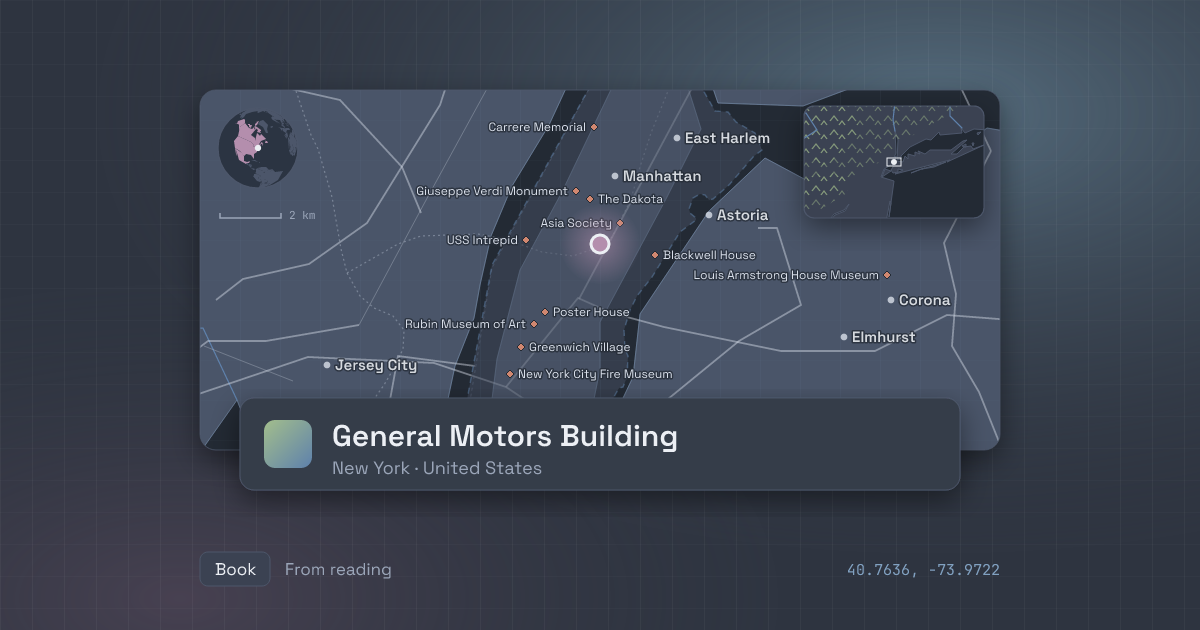 Carrere Memorial
East Harlem
Manhattan
Giuseppe Verdi Monument
The Dakota
Astoria
Asia Society
USS Intrepid
2 km
Blackwell House
Louis Armstrong House Museum
Corona
Poster House
Rubin Museum of Art
Elmhurst
Greenwich Village
Jersey City
New York City Fire Museum
General Motors Building
New York · United States
Book
From reading
40.7636, -73.9722